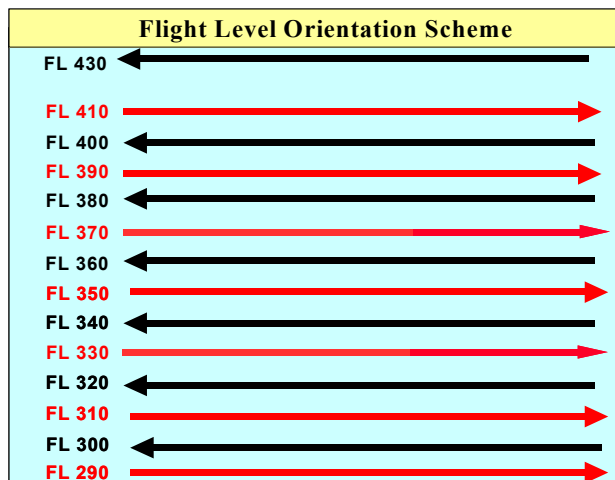 Flight Level Orientation Scheme
FL 430
FL 410
FL 400
FL 390
FL 380
FL 370
FL 360
FL 350
FL 340
FL 330
FL 320
FL 310
FL 300
FL 290